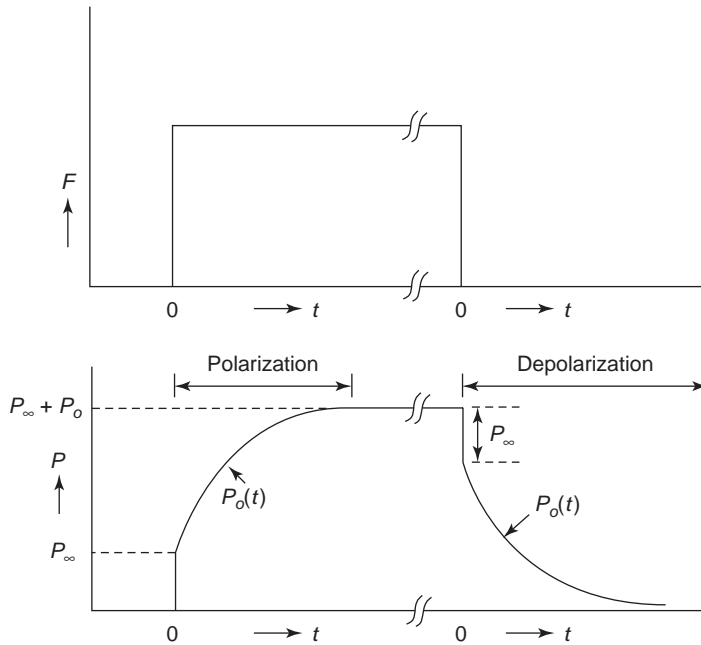 F
0 t 0 t
Polarization Depolarization
P∞ + Pₒ
P∞
P
Pₒ(t) Pₒ(t)
P∞
0 t 0 t